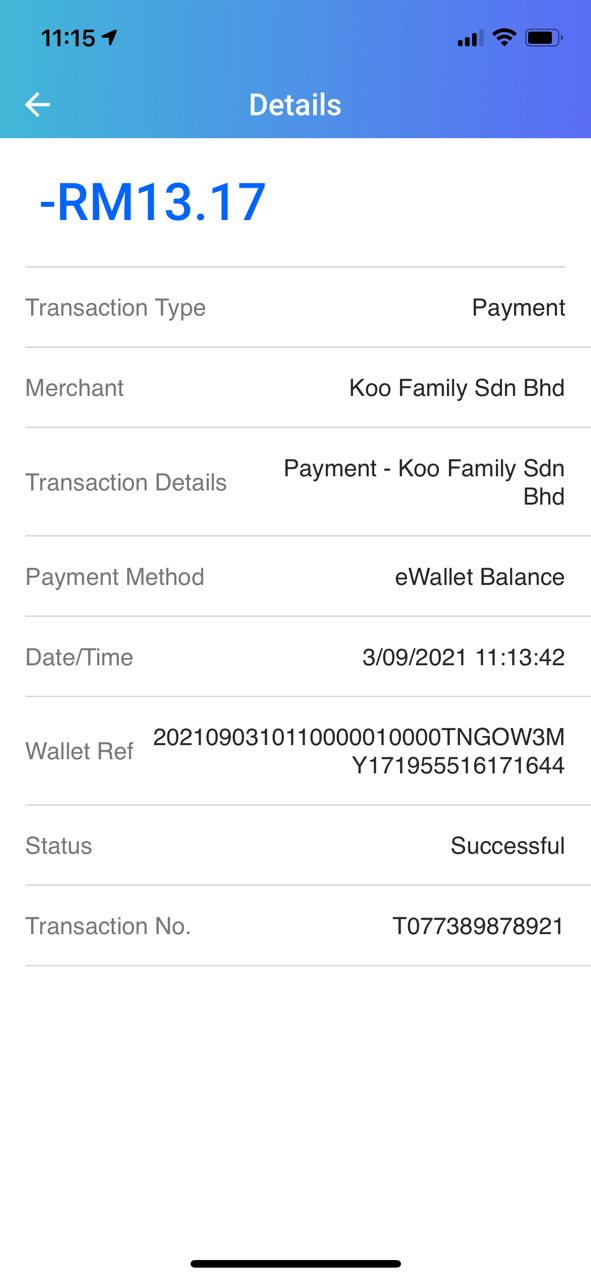 11:15
Details
-RM13.17
Transaction Type Payment
Merchant Koo Family Sdn Bhd
Transaction Details Payment - Koo Family Sdn
Bhd
Payment Method eWallet Balance
Date/Time 3/09/2021 11:13:42
Wallet Ref 2021090310110000010000TNGOW3M
Y171955516171644
Status Successful
Transaction No. T077389878921